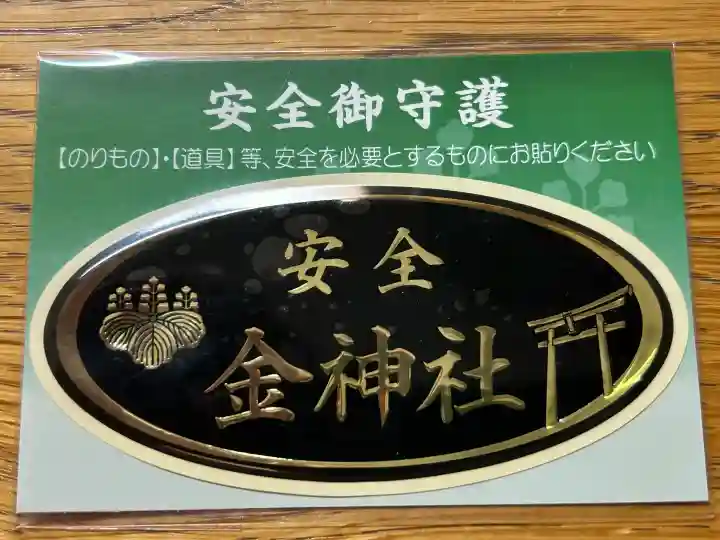 安全御守護
【のりもの】・【道具】等、安全を必要とするものにお貼りください
安全
金神社